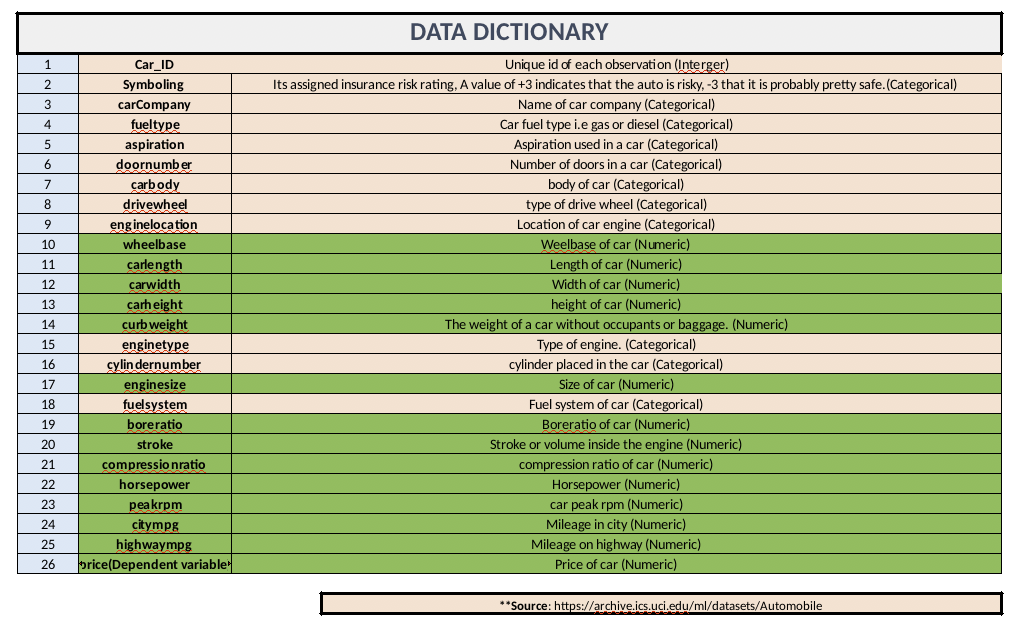 DATA DICTIONARY
1 Car_ID Unique id of each observation (Interger)
2 Symboling Its assigned insurance risk rating, A value of +3 indicates that the auto is risky, -3 that it is probably pretty safe.(Categorical)
3 carCompany Name of car company (Categorical)
4 fueltype Car fuel type i.e gas or diesel (Categorical)
5 aspiration Aspiration used in a car (Categorical)
6 doornumber Number of doors in a car (Categorical)
7 carbody body of car (Categorical)
8 drivewheel type of drive wheel (Categorical)
9 enginelocation Location of car engine (Categorical)
10 wheelbase Weelbase of car (Numeric)
11 carlength Length of car (Numeric)
12 carwidth Width of car (Numeric)
13 carheight height of car (Numeric)
14 curbweight The weight of a car without occupants or baggage. (Numeric)
15 enginetype Type of engine. (Categorical)
16 cylindernumber cylinder placed in the car (Categorical)
17 enginesize Size of car (Numeric)
18 fuelsystem Fuel system of car (Categorical)
19 boreratio Boreratio of car (Numeric)
20 stroke Stroke or volume inside the engine (Numeric)
21 compressionratio compression ratio of car (Numeric)
22 horsepower Horsepower (Numeric)
23 peakrpm car peak rpm (Numeric)
24 citympg Mileage in city (Numeric)
25 highwaympg Mileage on highway (Numeric)
26 price(Dependent variable) Price of car (Numeric)
**Source: https://archive.ics.uci.edu/ml/datasets/Automobile